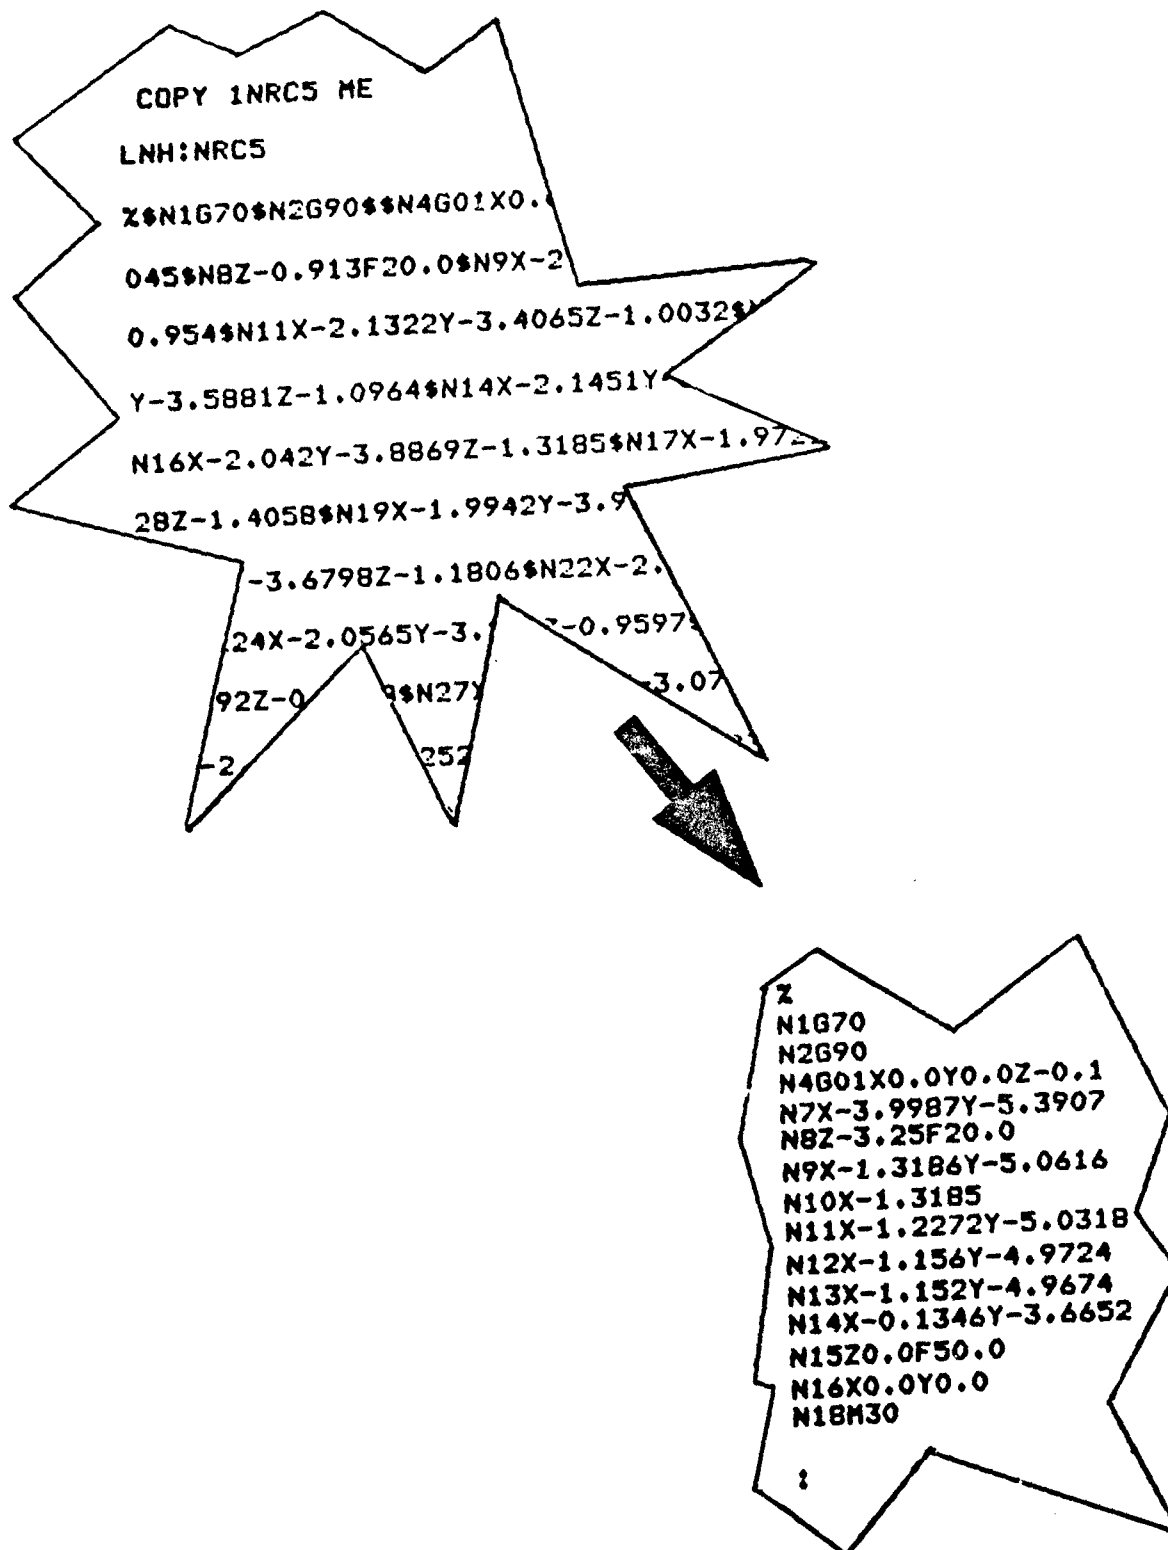 COPY 1NRC5 ME
LNH:NRC5
%$N1G70$N2G90$$N4G01X0.
045$N8Z-0.913F20.0$N9X-2
0.954$N11X-2.1322Y-3.4065Z-1.0032$
Y-3.5881Z-1.0964$N14X-2.1451Y
N16X-2.042Y-3.8869Z-1.3185$N17X-1.972
28Z-1.4058$N19X-1.9942Y-3.9
-3.6798Z-1.1806$N22X-2.
24X-2.0565Y-3. Z-0.9597$
92Z-0 9$N27X -3.07
-2 252
%
N1G70
N2G90
N4G01X0.0Y0.0Z-0.1
N7X-3.9987Y-5.3907
N8Z-3.25F20.0
N9X-1.3186Y-5.0616
N10X-1.3185
N11X-1.2272Y-5.0318
N12X-1.156Y-4.9724
N13X-1.152Y-4.9674
N14X-0.1346Y-3.6652
N15Z0.0F50.0
N16X0.0Y0.0
N18M30
: